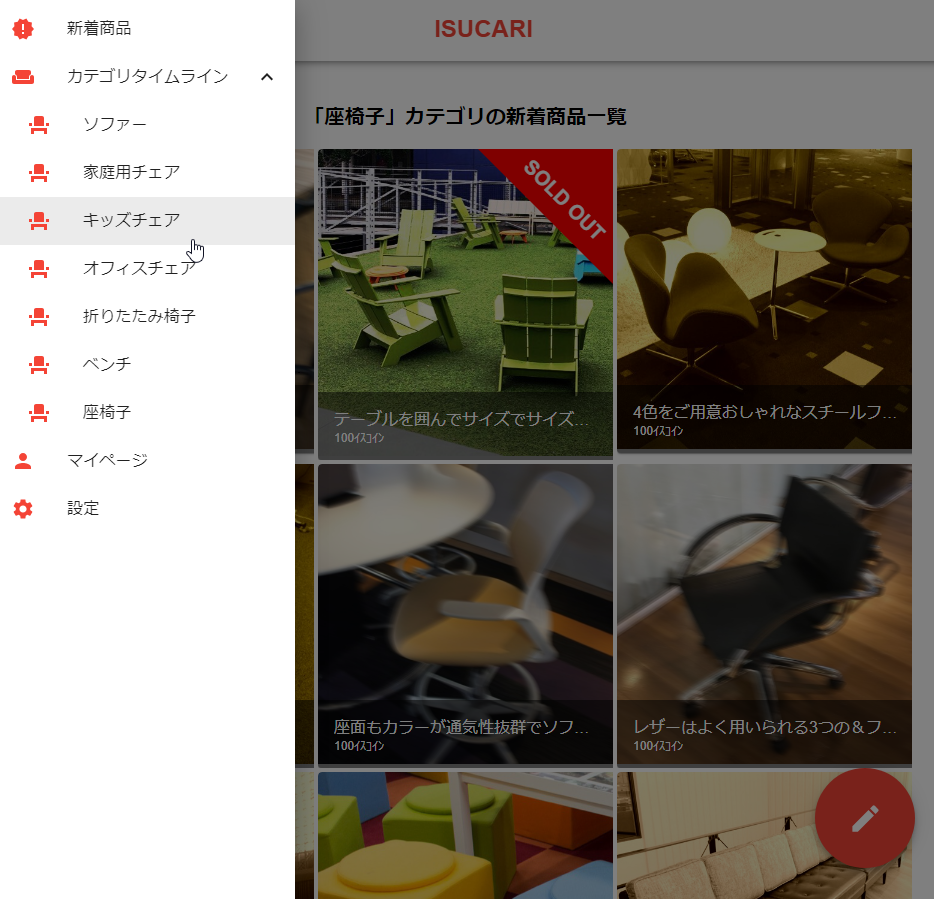 新着商品
カテゴリタイムライン
ソファー
家庭用チェア
キッズチェア
オフィスチェア
折りたたみ椅子
ベンチ
座椅子
マイページ
設定
ISUCARI
「座椅子」カテゴリの新着商品一覧
SOLD OUT
テーブルを囲んでサイズでサイズ...
100ｲｽｺｲﾝ
4色をご用意おしゃれなスチールフ...
100ｲｽｺｲﾝ
座面もカラーが通気性抜群でソフ...
100ｲｽｺｲﾝ
レザーはよく用いられる3つの＆フ...
100ｲｽｺｲﾝ